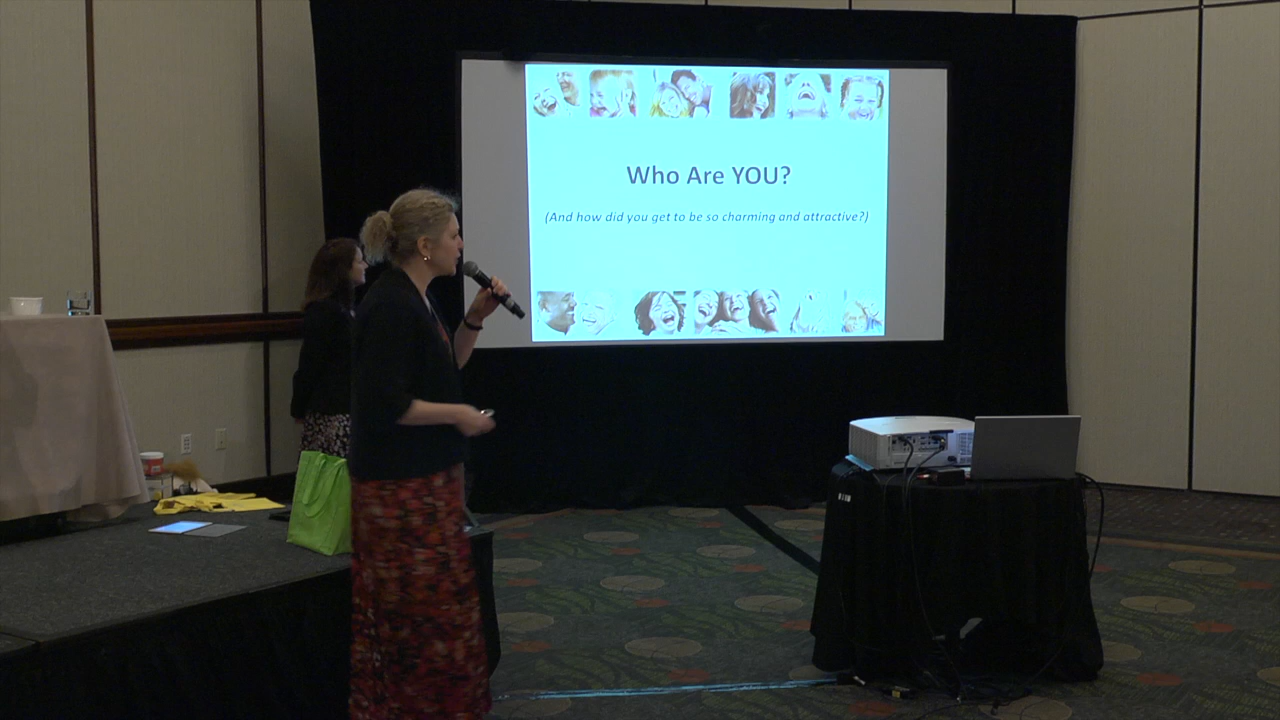 Who Are YOU?
(And how did you get to be so charming and attractive?)